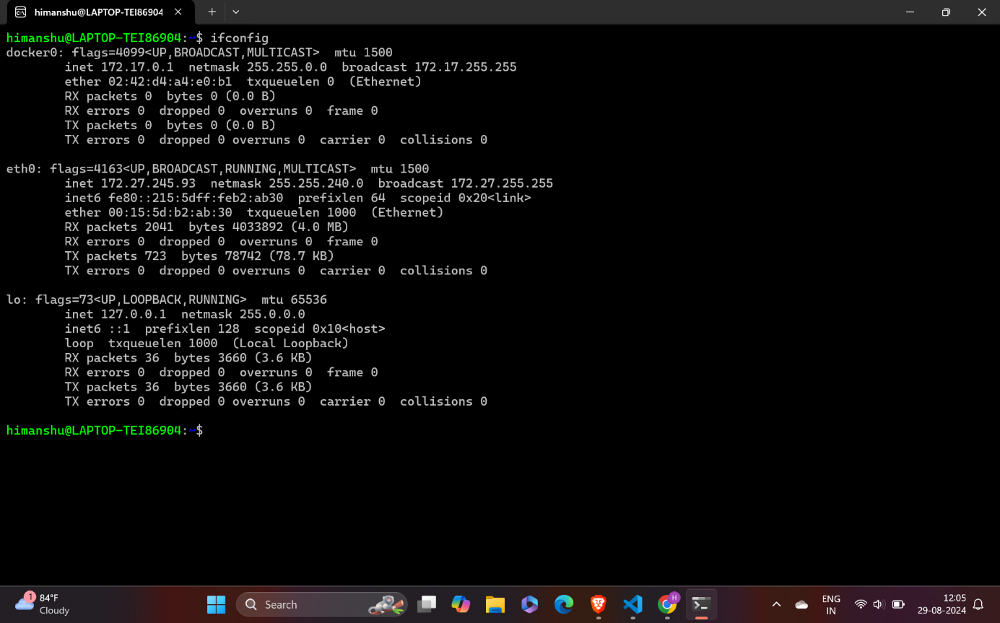 himanshu@LAPTOP-TEI86904
himanshu@LAPTOP-TEI86904:~$ ifconfig
docker0: flags=4099<UP,BROADCAST,MULTICAST>  mtu 1500
        inet 172.17.0.1  netmask 255.255.0.0  broadcast 172.17.255.255
        ether 02:42:d4:a4:e0:b1  txqueuelen 0  (Ethernet)
        RX packets 0  bytes 0 (0.0 B)
        RX errors 0  dropped 0  overruns 0  frame 0
        TX packets 0  bytes 0 (0.0 B)
        TX errors 0  dropped 0 overruns 0  carrier 0  collisions 0

eth0: flags=4163<UP,BROADCAST,RUNNING,MULTICAST>  mtu 1500
        inet 172.27.245.93  netmask 255.255.240.0  broadcast 172.27.255.255
        inet6 fe80::215:5dff:feb2:ab30  prefixlen 64  scopeid 0x20<link>
        ether 00:15:5d:b2:ab:30  txqueuelen 1000  (Ethernet)
        RX packets 2041  bytes 4033892 (4.0 MB)
        RX errors 0  dropped 0  overruns 0  frame 0
        TX packets 723  bytes 78742 (78.7 KB)
        TX errors 0  dropped 0 overruns 0  carrier 0  collisions 0

lo: flags=73<UP,LOOPBACK,RUNNING>  mtu 65536
        inet 127.0.0.1  netmask 255.0.0.0
        inet6 ::1  prefixlen 128  scopeid 0x10<host>
        loop  txqueuelen 1000  (Local Loopback)
        RX packets 36  bytes 3660 (3.6 KB)
        RX errors 0  dropped 0  overruns 0  frame 0
        TX packets 36  bytes 3660 (3.6 KB)
        TX errors 0  dropped 0 overruns 0  carrier 0  collisions 0

himanshu@LAPTOP-TEI86904:~$
1
84°F
Cloudy
Search
H
ENG
IN
12:05
29-08-2024